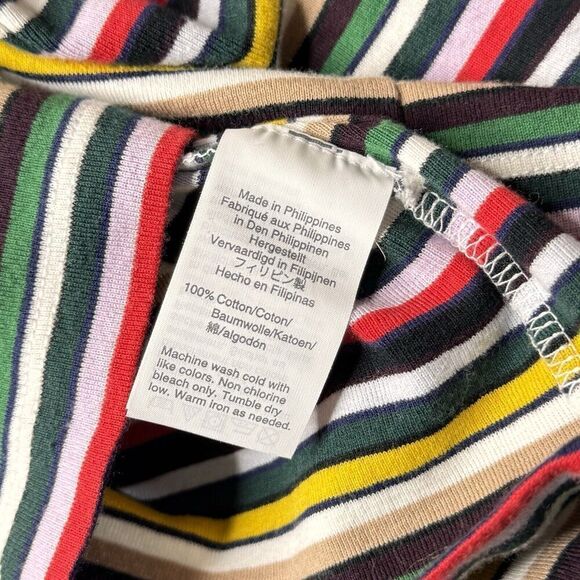 Made in Philippines
Fabriqué aux Philippines
in Den Philippinen
Hergestellt
Vervaardigd in Filipijnen
フィリピン製
Hecho en Filipinas
100% Cotton/Coton/
Baumwolle/Katoen/
綿/algodón
Machine wash cold with
like colors. Non chlorine
bleach only. Tumble dry
low. Warm iron as needed.